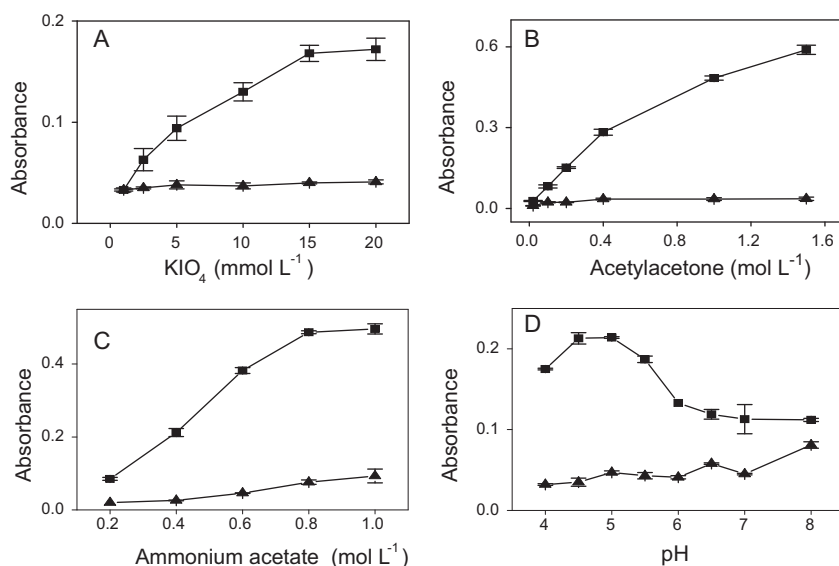 A
0.2
0.1
0.0
Absorbance
0 5 10 15 20
KIO4 (mmol L-1)
B
0.6
0.3
0.0
Absorbance
0.0 0.4 0.8 1.2 1.6
Acetylacetone (mol L-1)
C
0.4
0.2
0.0
Absorbance
0.2 0.4 0.6 0.8 1.0
Ammonium acetate (mol L-1)
D
0.2
0.1
0.0
Absorbance
4 5 6 7 8
pH